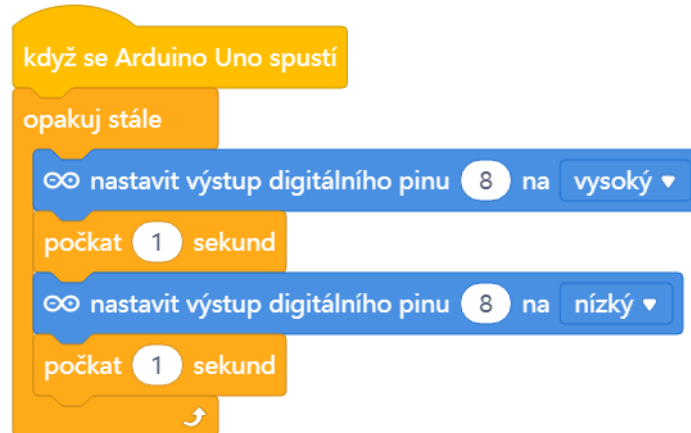 když se Arduino Uno spustí
opakuj stále
nastavit výstup digitálního pinu 8 na vysoký
počkat 1 sekund
nastavit výstup digitálního pinu 8 na nízký
počkat 1 sekund